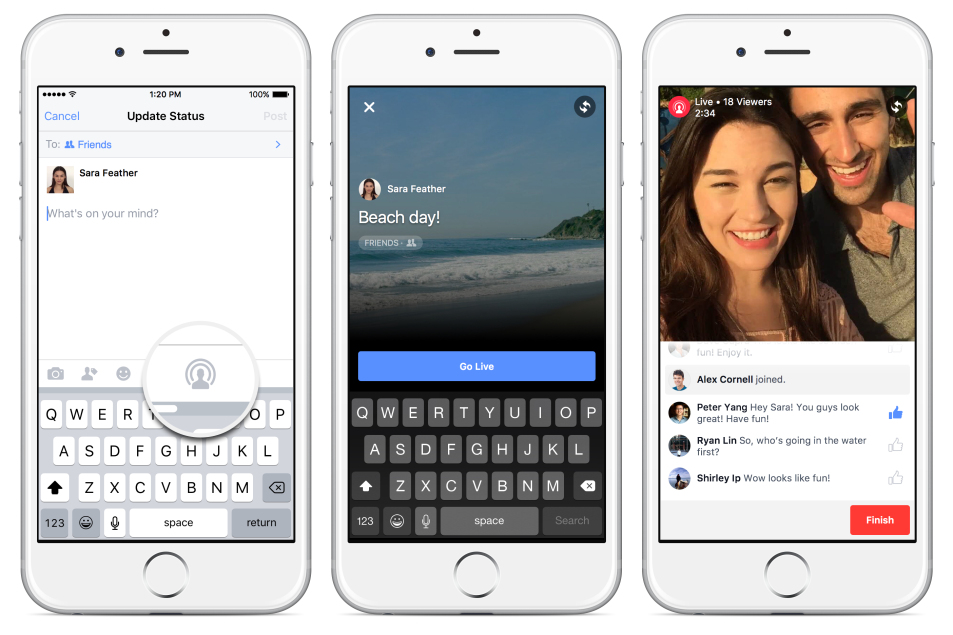 1:20 PM 100%
Cancel Update Status Post
To: Friends
Sara Feather
What's on your mind?
Q W E R T O P
A S D F G H J K L
Z X C V B N M
123 space return
Sara Feather
Beach day!
FRIENDS ·
Go Live
Q W E R T Y U I O P
A S D F G H J K L
Z X C V B N M
123 space Search
Live • 18 Viewers
2:34
fun! Enjoy it.
Alex Cornell joined.
Peter Yang Hey Sara! You guys look
great! Have fun!
Ryan Lin So, who's going in the water
first?
Shirley Ip Wow looks like fun!
Finish